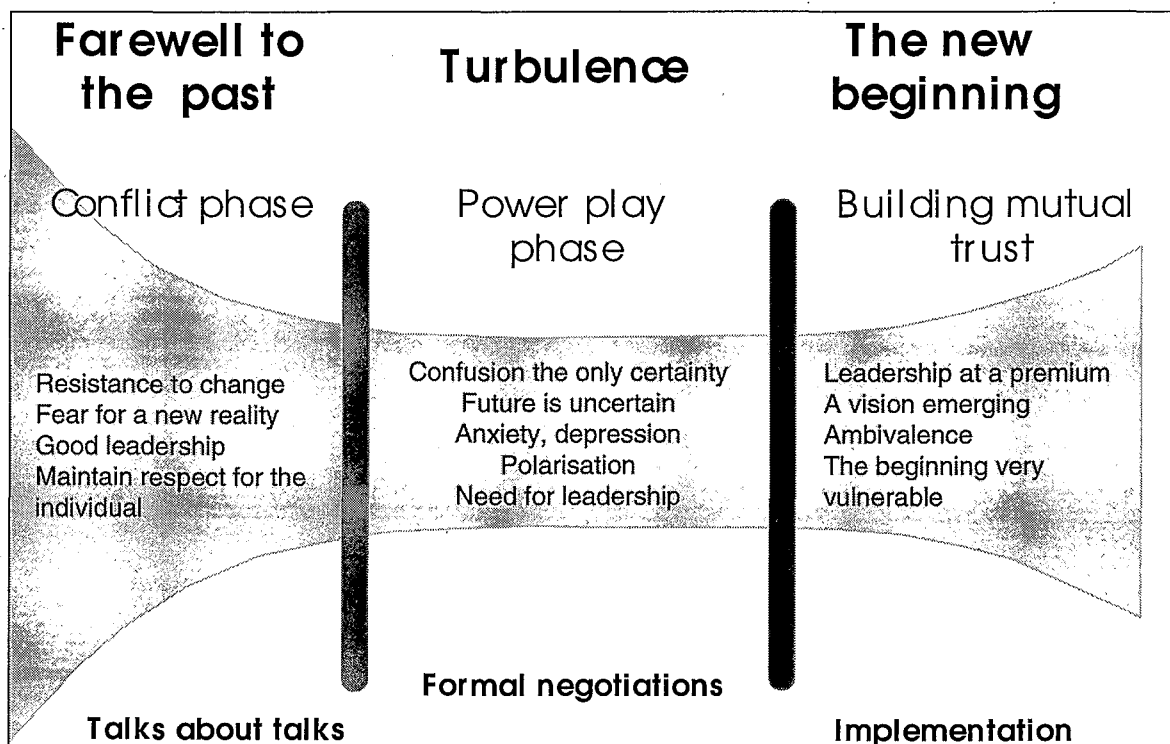 Farewell to
the past
Conflict phase
Resistance to change
Fear for a new reality
Good leadership
Maintain respect for the
individual
Talks about talks
Turbulence
Power play
phase
Confusion the only certainty
Future is uncertain
Anxiety, depression
Polarisation
Need for leadership
Formal negotiations
The new
beginning
Building mutual
trust
Leadership at a premium
A vision emerging
Ambivalence
The beginning very
vulnerable
Implementation